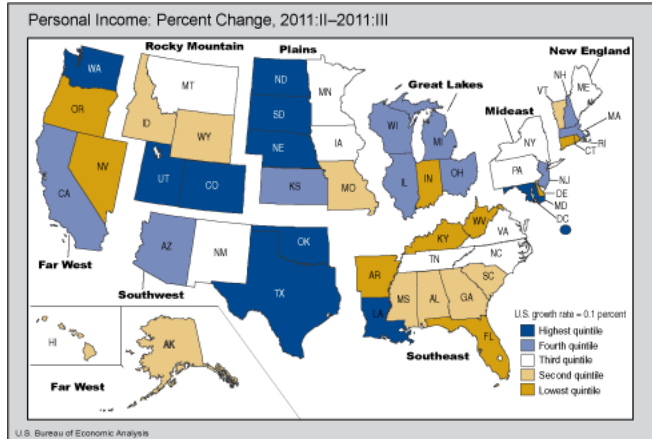 Personal Income: Percent Change, 2011:II–2011:III
Rocky Mountain
Plains
New England
Great Lakes
Mideast
WA
OR
CA
NV
ID
MT
WY
UT
CO
AZ
NM
ND
SD
NE
KS
MN
IA
MO
OK
TX
WI
MI
IL
IN
OH
NH
VT
ME
MA
RI
CT
NY
PA
NJ
DE
MD
DC
WV
VA
KY
TN
NC
AR
LA
MS
AL
GA
SC
FL
Far West
Southwest
Southeast
HI
AK
Far West
U.S. growth rate = 0.1 percent
Highest quintile
Fourth quintile
Third quintile
Second quintile
Lowest quintile
U.S. Bureau of Economic Analysis